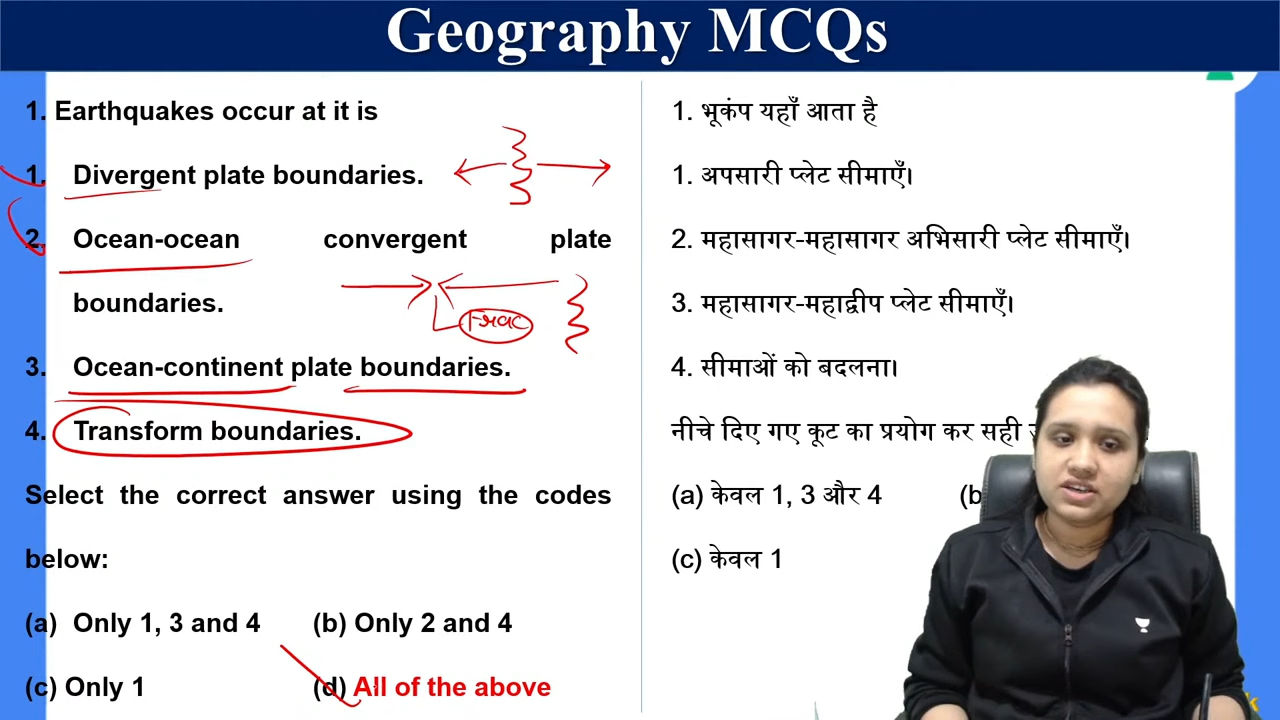 Geography MCQs
1. Earthquakes occur at it is
1. Divergent plate boundaries.
2. Ocean-ocean convergent plate
boundaries.
3. Ocean-continent plate boundaries.
4. Transform boundaries.
Select the correct answer using the codes
below:
(a) Only 1, 3 and 4 (b) Only 2 and 4
(c) Only 1 (d) All of the above
1. भूकंप यहाँ आता है
1. अपसारी प्लेट सीमाएँ।
2. महासागर-महासागर अभिसारी प्लेट सीमाएँ।
3. महासागर-महाद्वीप प्लेट सीमाएँ।
4. सीमाओं को बदलना।
नीचे दिए गए कूट का प्रयोग कर सही
(a) केवल 1, 3 और 4 (b
(c) केवल 1